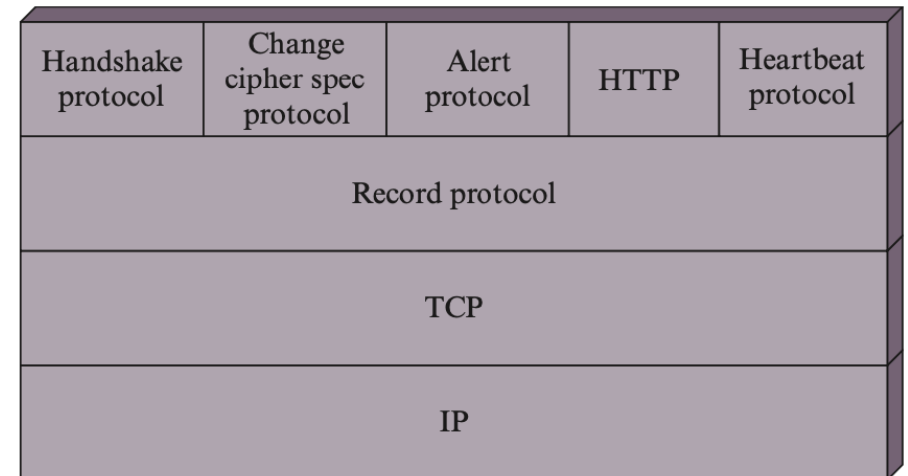 Handshake
protocol
Change
cipher spec
protocol
Alert
protocol
HTTP
Heartbeat
protocol
Record protocol
TCP
IP